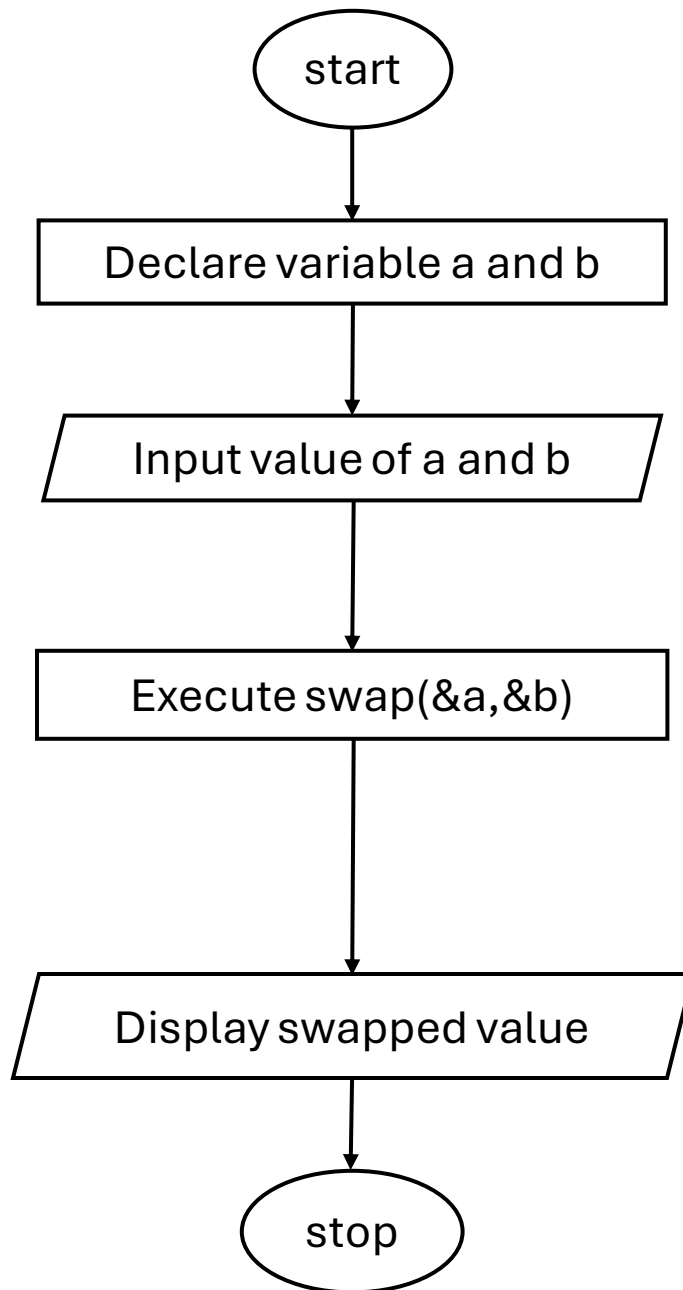 start
Declare variable a and b
Input value of a and b
Execute swap(&a,&b)
Display swapped value
stop